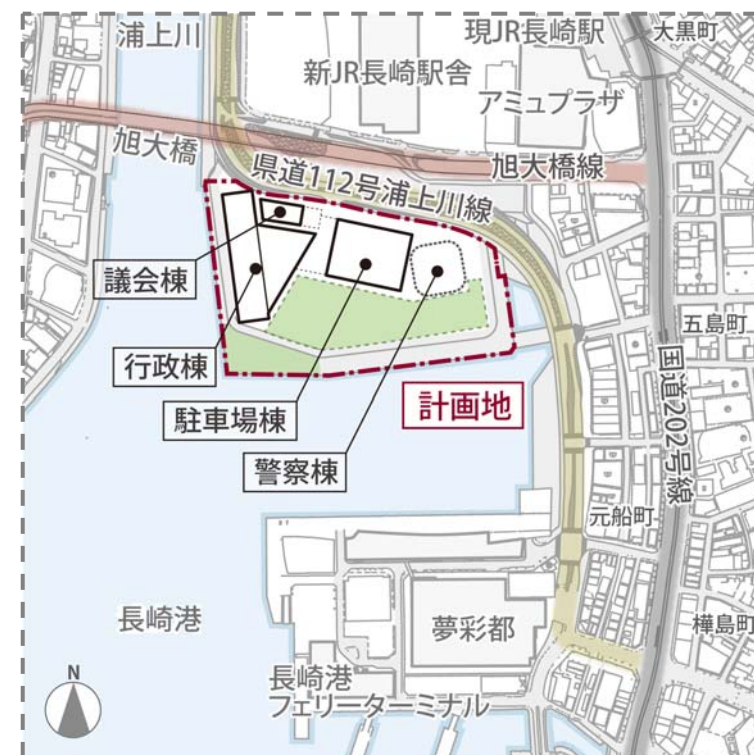 浦上川
現JR長崎駅
大黒町
新JR長崎駅舎
アミュプラザ
旭大橋
旭大橋線
県道112号浦上川線
議会棟
行政棟
駐車場棟
警察棟
計画地
五島町
国道202号線
元船町
長崎港
夢彩都
樺島町
長崎港
フェリーターミナル
N